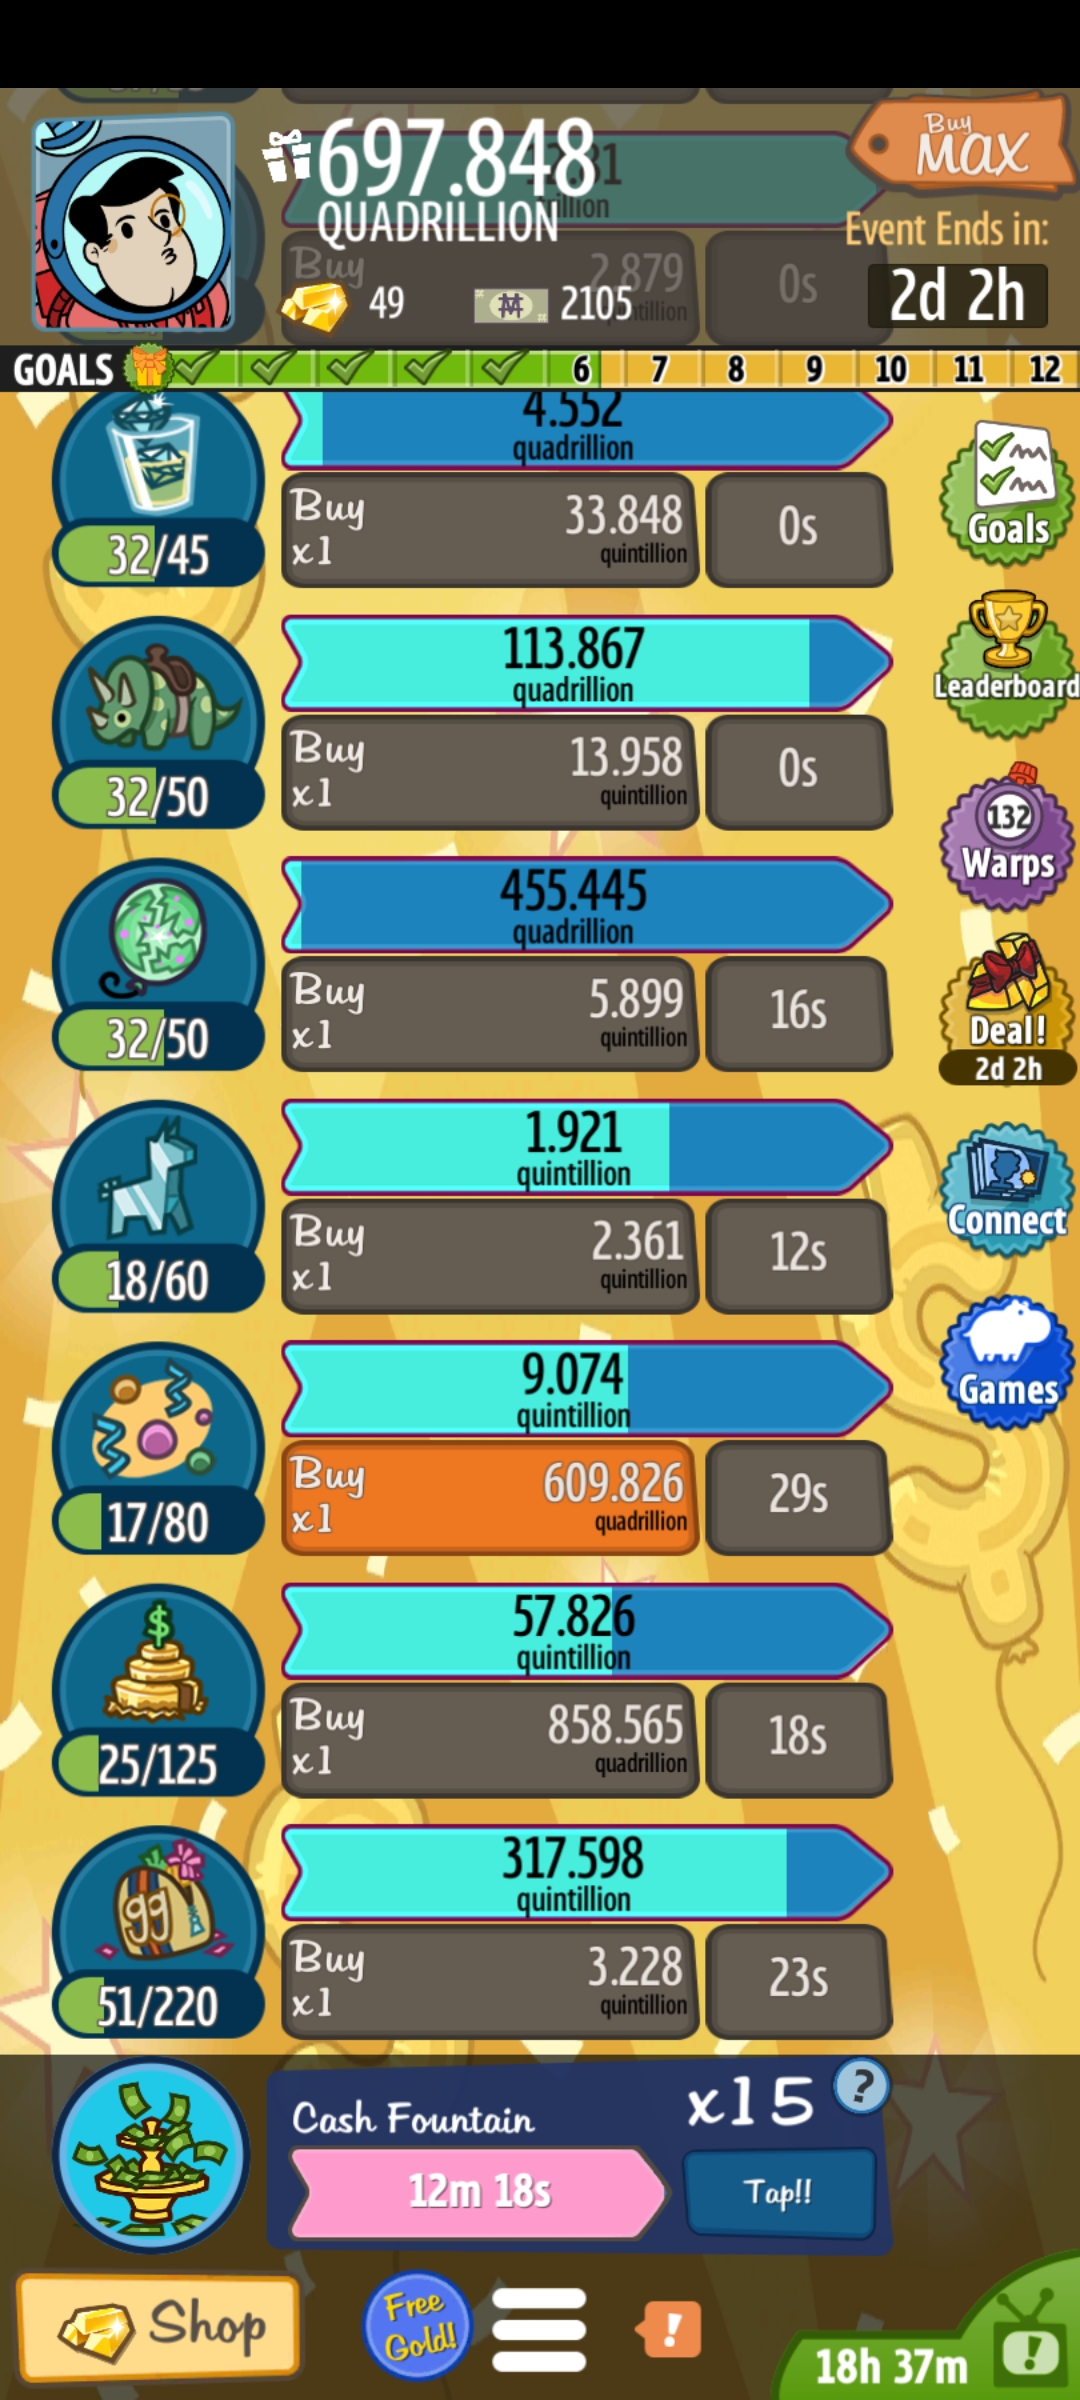 697.848
QUADRILLION
Buy
MAX
Event Ends in:
2d 2h
49
2105
Buy
2.879
0s
GOALS
6
7
8
9
10
11
12
4.552
quadrillion
Buy
x1
33.848
quintillion
0s
32/45
Goals
113.867
quadrillion
Buy
x1
13.958
quintillion
0s
32/50
Leaderboard
455.445
quadrillion
Buy
x1
5.899
quintillion
16s
32/50
132
Warps
Deal!
2d 2h
1.921
quintillion
Buy
x1
2.361
quintillion
12s
18/60
Connect
9.074
quintillion
Buy
x1
609.826
quadrillion
29s
17/80
Games
57.826
quintillion
Buy
x1
858.565
quadrillion
18s
$
25/125
317.598
quintillion
Buy
x1
3.228
quintillion
23s
99
51/220
Cash Fountain
x15
?
12m 18s
Tap!!
Shop
Free
Gold!
!
18h 37m
!